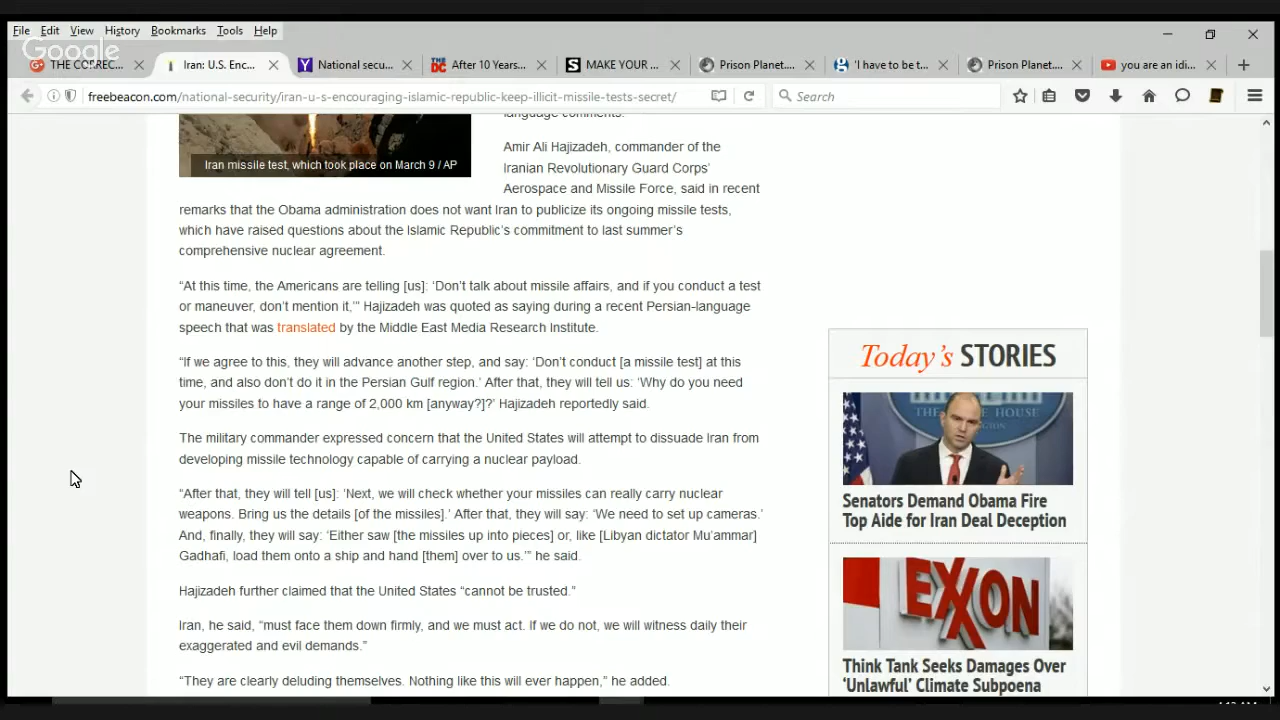 File Edit View History Bookmarks Tools Help
Google
THE CORREC... Iran: U.S. Enc... National secu... After 10 Years... MAKE YOUR ... Prison Planet.... 'I have to be t... Prison Planet.... you are an idi...
freebeacon.com/national-security/iran-u-s-encouraging-islamic-republic-keep-illicit-missile-tests-secret/ Search
language comments.
Iran missile test, which took place on March 9 / AP
Amir Ali Hajizadeh, commander of the
Iranian Revolutionary Guard Corps’
Aerospace and Missile Force, said in recent
remarks that the Obama administration does not want Iran to publicize its ongoing missile tests,
which have raised questions about the Islamic Republic’s commitment to last summer’s
comprehensive nuclear agreement.
“At this time, the Americans are telling [us]: ‘Don’t talk about missile affairs, and if you conduct a test
or maneuver, don’t mention it,’” Hajizadeh was quoted as saying during a recent Persian-language
speech that was translated by the Middle East Media Research Institute.
“If we agree to this, they will advance another step, and say: ‘Don’t conduct [a missile test] at this
time, and also don’t do it in the Persian Gulf region.’ After that, they will tell us: ‘Why do you need
your missiles to have a range of 2,000 km [anyway?]?’ Hajizadeh reportedly said.
The military commander expressed concern that the United States will attempt to dissuade Iran from
developing missile technology capable of carrying a nuclear payload.
“After that, they will tell [us]: ‘Next, we will check whether your missiles can really carry nuclear
weapons. Bring us the details [of the missiles].’ After that, they will say: ‘We need to set up cameras.’
And, finally, they will say: ‘Either saw [the missiles up into pieces] or, like [Libyan dictator Mu’ammar]
Gadhafi, load them onto a ship and hand [them] over to us.’” he said.
Hajizadeh further claimed that the United States “cannot be trusted.”
Iran, he said, “must face them down firmly, and we must act. If we do not, we will witness daily their
exaggerated and evil demands.”
“They are clearly deluding themselves. Nothing like this will ever happen,” he added.
Today’s STORIES
THE WHITE HOUSE
Senators Demand Obama Fire
Top Aide for Iran Deal Deception
EXXON
Think Tank Seeks Damages Over
‘Unlawful’ Climate Subpoena